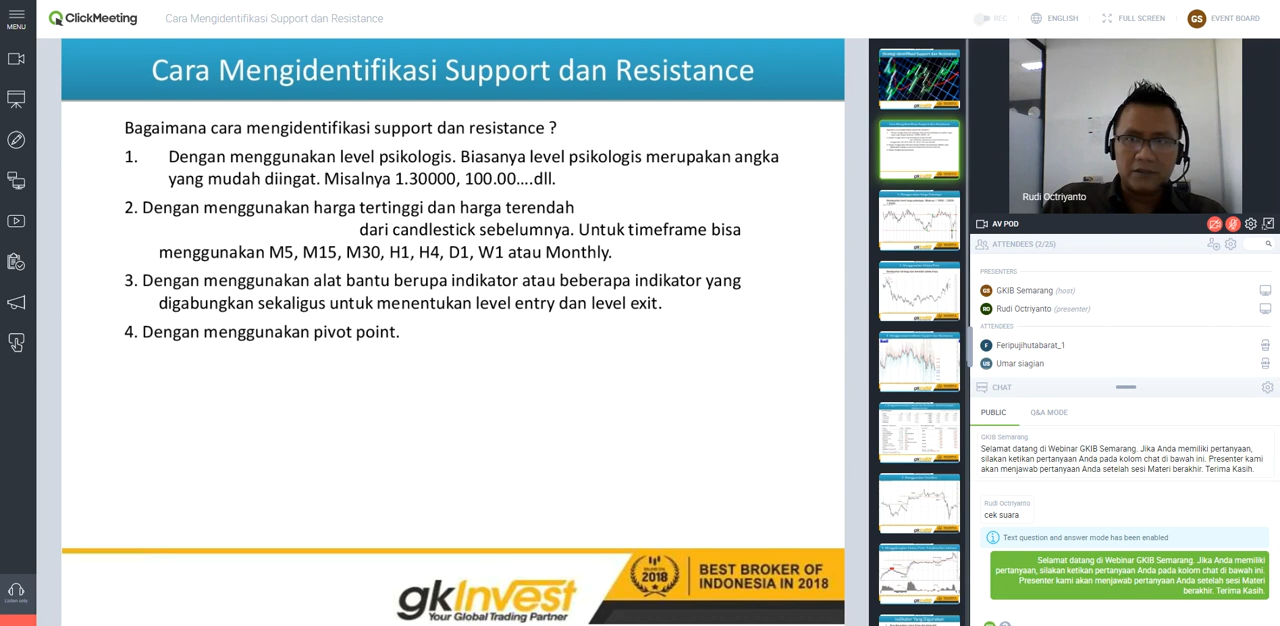 MENU
ClickMeeting
Cara Mengidentifikasi Support dan Resistance
REC
ENGLISH
FULL SCREEN
GS
EVENT BOARD
Cara Mengidentifikasi Support dan Resistance
Bagaimana cara mengidentifikasi support dan resistance ?
1. Dengan menggunakan level psikologis. Biasanya level psikologis merupakan angka
yang mudah diingat. Misalnya 1.30000, 100.00....dll.
2. Dengan menggunakan harga tertinggi dan harga terendah
dari candlestick sebelumnya. Untuk timeframe bisa
menggunakan M5, M15, M30, H1, H4, D1, W1 atau Monthly.
3. Dengan menggunakan alat bantu berupa indikator atau beberapa indikator yang
digabungkan sekaligus untuk menentukan level entry dan level exit.
4. Dengan menggunakan pivot point.
2018
BEST BROKER OF
INDONESIA IN 2018
gkinvest
Your Global Trading Partner
Listen only
Rudi Octriyanto
AV POD
ATTENDEES (2/25)
PRESENTERS
GS GKIB Semarang (host)
RO Rudi Octriyanto (presenter)
ATTENDEES
F Feripujihutabarat_1
US Umar siagian
CHAT
PUBLIC
Q&A MODE
GKIB Semarang
Selamat datang di Webinar GKIB Semarang, Jika Anda memiliki pertanyaan,
silakan ketikan pertanyaan Anda pada kolom chat di bawah ini. Presenter kami
akan menjawab pertanyaan Anda setelah sesi Materi berakhir. Terima Kasih.
Rudi Octriyanto
cek suara
Text question and answer mode has been enabled
Selamat datang di Webinar GKIB Semarang. Jika Anda memiliki
pertanyaan, silakan ketikan pertanyaan Anda pada kolom chat di bawah ini.
Presenter kami akan menjawab pertanyaan Anda setelah sesi Materi
berakhir. Terima Kasih.